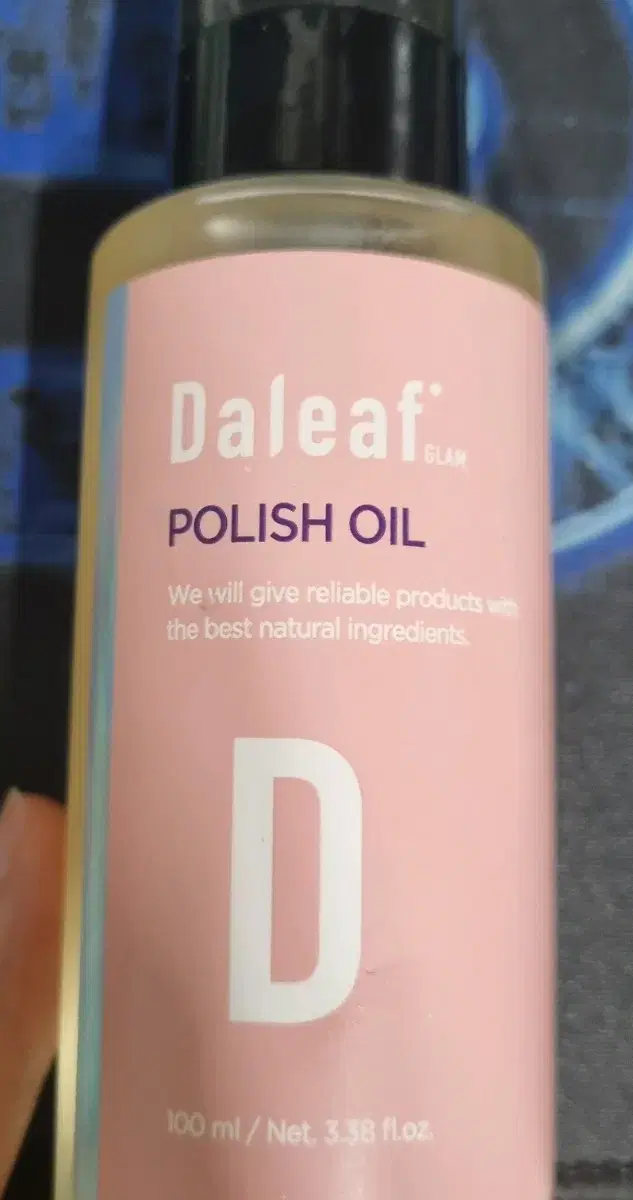 Daleaf
GLAM
POLISH OIL
We will give reliable products with
the best natural ingredients.
D
100 ml / Net. 3.38 fl.oz.